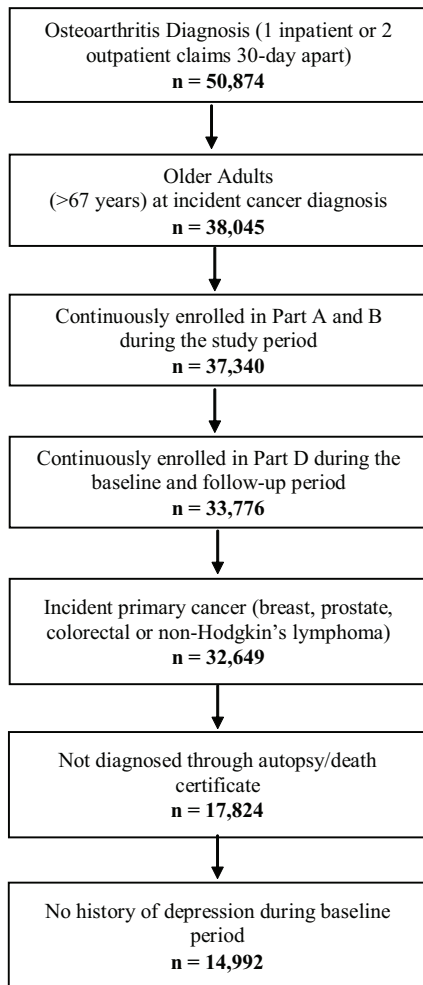 Osteoarthritis Diagnosis (1 inpatient or 2
outpatient claims 30-day apart)
n = 50,874
Older Adults
(>67 years) at incident cancer diagnosis
n = 38,045
Continuously enrolled in Part A and B
during the study period
n = 37,340
Continuously enrolled in Part D during the
baseline and follow-up period
n = 33,776
Incident primary cancer (breast, prostate,
colorectal or non-Hodgkin’s lymphoma)
n = 32,649
Not diagnosed through autopsy/death
certificate
n = 17,824
No history of depression during baseline
period
n = 14,992